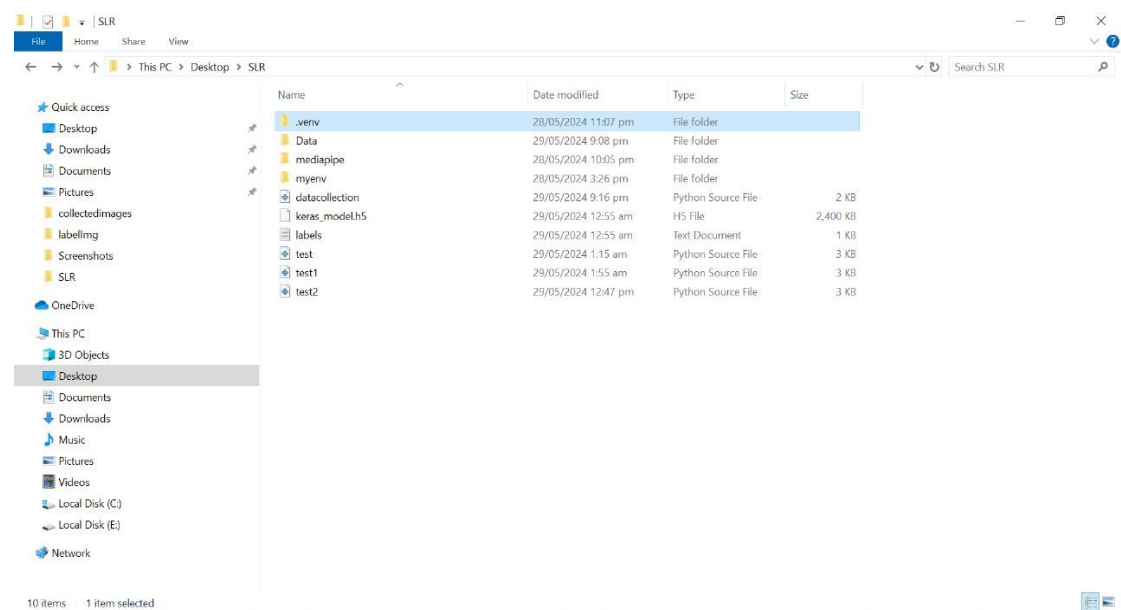 SLR
File Home Share View
This PC > Desktop > SLR
Search SLR
Name Date modified Type Size
Quick access
Desktop
Downloads
Documents
Pictures
collectedimages
labelImg
Screenshots
SLR
OneDrive
This PC
3D Objects
Desktop
Documents
Downloads
Music
Pictures
Videos
Local Disk (C:)
Local Disk (E:)
Network
.venv 28/05/2024 11:07 pm File folder
Data 29/05/2024 9:08 pm File folder
mediapipe 28/05/2024 10:05 pm File folder
myenv 28/05/2024 3:26 pm File folder
datacollection 29/05/2024 9:16 pm Python Source File 2 KB
keras_model.h5 29/05/2024 12:55 am H5 File 2,400 KB
labels 29/05/2024 12:55 am Text Document 1 KB
test 29/05/2024 1:15 am Python Source File 3 KB
test1 29/05/2024 1:55 am Python Source File 3 KB
test2 29/05/2024 12:47 pm Python Source File 3 KB
10 items 1 item selected